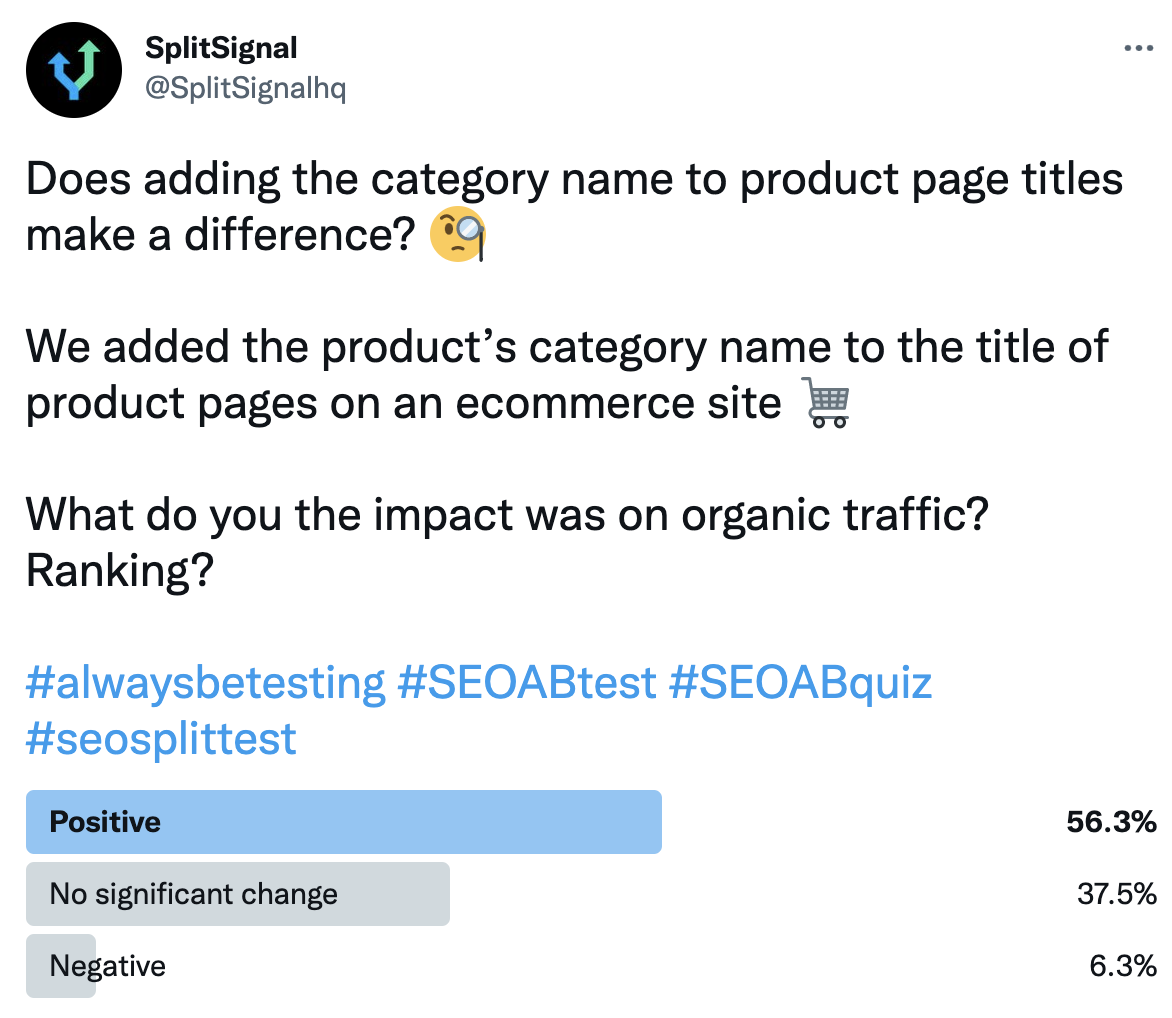 SplitSignal
@SplitSignalhq
Does adding the category name to product page titles
make a difference? 🧐
We added the product’s category name to the title of
product pages on an ecommerce site 🛒
What do you the impact was on organic traffic?
Ranking?
#alwaysbetesting #SEOABtest #SEOABquiz
#seosplittest
Positive 56.3%
No significant change 37.5%
Negative 6.3%